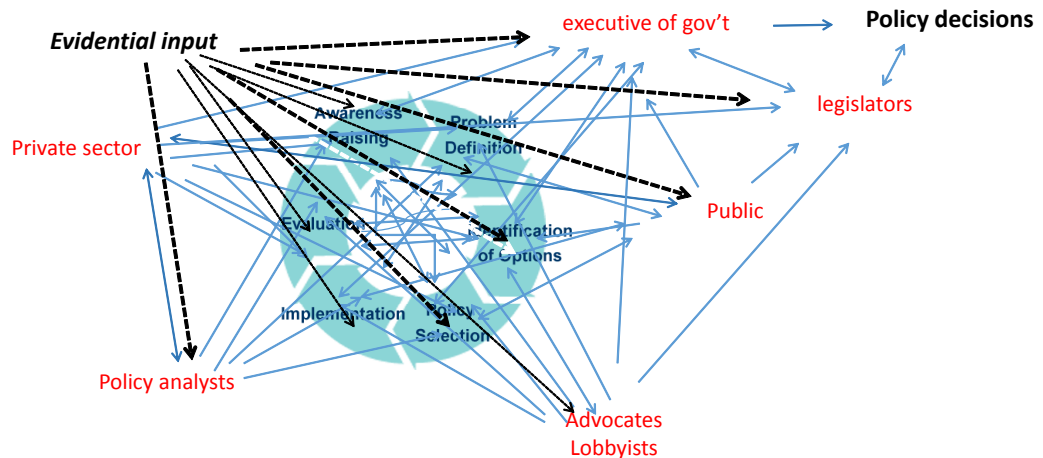 executive of gov't
Policy decisions
Evidential input
legislators
Awareness
Raising
Problem
Definition
Private sector
Public
Evaluation
Identification
of Options
Implementation
Policy
Selection
Policy analysts
Advocates
Lobbyists